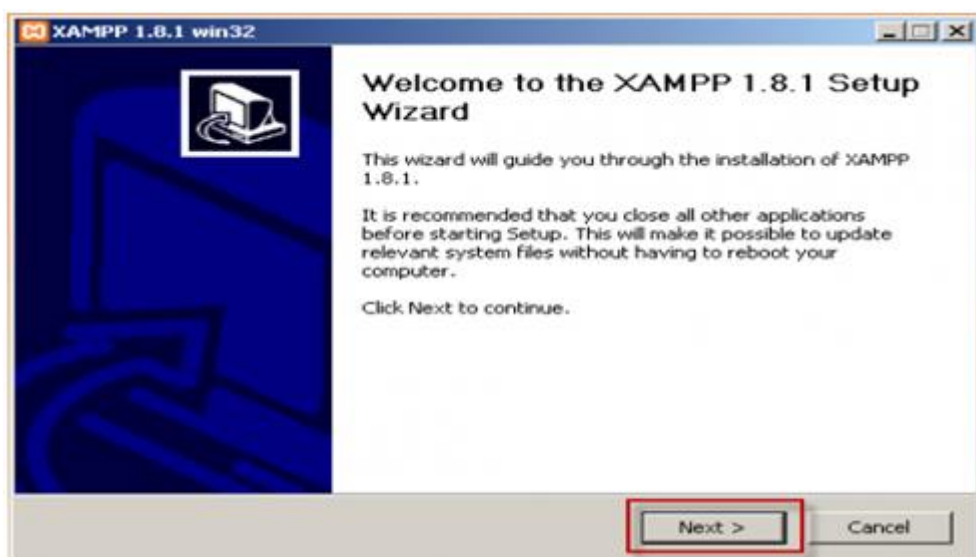 XAMPP 1.8.1 win32
Welcome to the XAMPP 1.8.1 Setup
Wizard
This wizard will guide you through the installation of XAMPP
1.8.1.
It is recommended that you close all other applications
before starting Setup. This will make it possible to update
relevant system files without having to reboot your
computer.
Click Next to continue.
Next >
Cancel